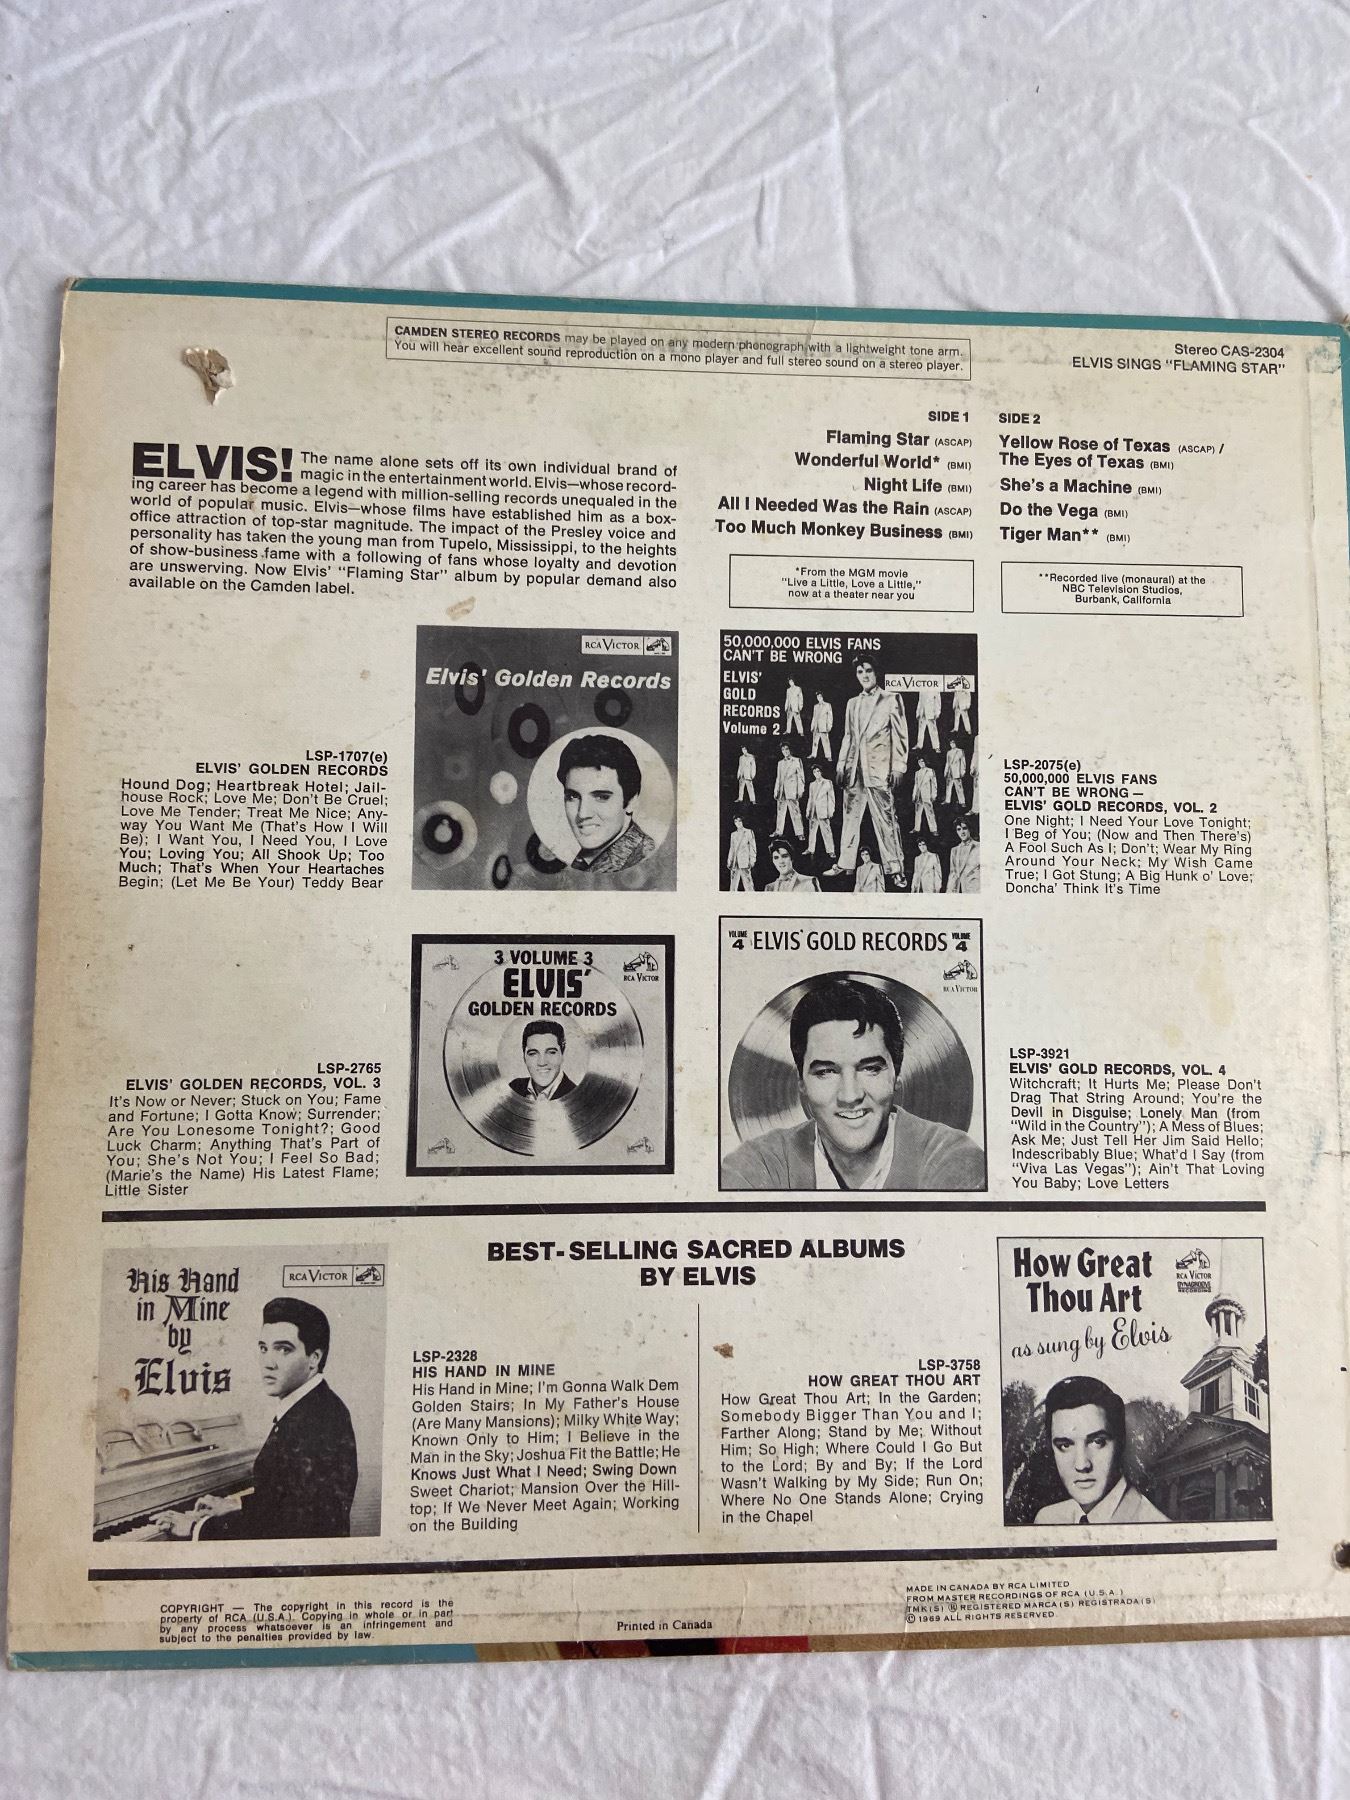 CAMDEN STEREO RECORDS may be played on any modern phonograph with a lightweight tone arm.
You will hear excellent sound reproduction on a mono player and full stereo sound on a stereo player.
Stereo CAS-2304
ELVIS SINGS "FLAMING STAR"
ELVIS! The name alone sets off its own individual brand of
magic in the entertainment world. Elvis—whose record-
ing career has become a legend with million-selling records unequaled in the
world of popular music. Elvis—whose films have established him as a box-
office attraction of top-star magnitude. The impact of the Presley voice and
personality has taken the young man from Tupelo, Mississippi, to the heights
of show-business fame with a following of fans whose loyalty and devotion
are unswerving. Now Elvis' "Flaming Star" album by popular demand also
available on the Camden label.
SIDE 1
Flaming Star (ASCAP)
Wonderful World* (BMI)
Night Life (BMI)
All I Needed Was the Rain (ASCAP)
Too Much Monkey Business (BMI)
*From the MGM movie
"Live a Little, Love a Little,"
now at a theater near you
SIDE 2
Yellow Rose of Texas (ASCAP) /
The Eyes of Texas (BMI)
She's a Machine (BMI)
Do the Vega (BMI)
Tiger Man** (BMI)
**Recorded live (monaural) at the
NBC Television Studios,
Burbank, California
LSP-1707(e)
ELVIS' GOLDEN RECORDS
Hound Dog; Heartbreak Hotel; Jail-
house Rock; Love Me; Don't Be Cruel;
Love Me Tender; Treat Me Nice; Any-
way You Want Me (That's How I Will
Be); I Want You, I Need You, I Love
You; Loving You; All Shook Up; Too
Much; That's When Your Heartaches
Begin; (Let Me Be Your) Teddy Bear
RCA VICTOR
Elvis' Golden Records
50,000,000 ELVIS FANS
CAN'T BE WRONG
ELVIS'
GOLD
RECORDS
Volume 2
RCA VICTOR
LSP-2075(e)
50,000,000 ELVIS FANS
CAN'T BE WRONG —
ELVIS' GOLD RECORDS, VOL. 2
One Night; I Need Your Love Tonight;
I Beg of You; (Now and Then There's)
A Fool Such As I; Don't; Wear My Ring
Around Your Neck; My Wish Came
True; I Got Stung; A Big Hunk o' Love;
Doncha' Think It's Time
LSP-2765
ELVIS' GOLDEN RECORDS, VOL. 3
It's Now or Never; Stuck on You; Fame
and Fortune; I Gotta Know; Surrender;
Are You Lonesome Tonight?; Good
Luck Charm; Anything That's Part of
You; She's Not You; I Feel So Bad;
(Marie's the Name) His Latest Flame;
Little Sister
3 VOLUME 3
ELVIS'
GOLDEN RECORDS
RCA VICTOR
VOLUME 4 ELVIS' GOLD RECORDS VOLUME 4
RCA VICTOR
LSP-3921
ELVIS' GOLD RECORDS, VOL. 4
Witchcraft; It Hurts Me; Please Don't
Drag That String Around; You're the
Devil in Disguise; Lonely Man (from
"Wild in the Country"); A Mess of Blues;
Ask Me; Just Tell Her Jim Said Hello;
Indescribably Blue; What'd I Say (from
"Viva Las Vegas"); Ain't That Loving
You Baby; Love Letters
BEST-SELLING SACRED ALBUMS
BY ELVIS
His Hand
in Mine
by
Elvis
RCA VICTOR
LSP-2328
HIS HAND IN MINE
His Hand in Mine; I'm Gonna Walk Dem
Golden Stairs; In My Father's House
(Are Many Mansions); Milky White Way;
Known Only to Him; I Believe in the
Man in the Sky; Joshua Fit the Battle; He
Knows Just What I Need; Swing Down
Sweet Chariot; Mansion Over the Hill-
top; If We Never Meet Again; Working
on the Building
LSP-3758
HOW GREAT THOU ART
How Great Thou Art; In the Garden;
Somebody Bigger Than You and I;
Farther Along; Stand by Me; Without
Him; So High; Where Could I Go But
to the Lord; By and By; If the Lord
Wasn't Walking by My Side; Run On;
Where No One Stands Alone; Crying
in the Chapel
How Great
Thou Art
as sung by Elvis
RCA VICTOR
DYNAGROOVE
RECORDING
COPYRIGHT — The copyright in this record is the
property of RCA (U.S.A.). Copying in whole or in part
by any process whatsoever is an infringement and
subject to the penalties provided by law.
Printed in Canada
MADE IN CANADA BY RCA LIMITED
FROM MASTER RECORDINGS OF RCA (U.S.A.)
TMK(S) ® REGISTERED MARCA(S) REGISTRADA(S)
© 1969 ALL RIGHTS RESERVED.